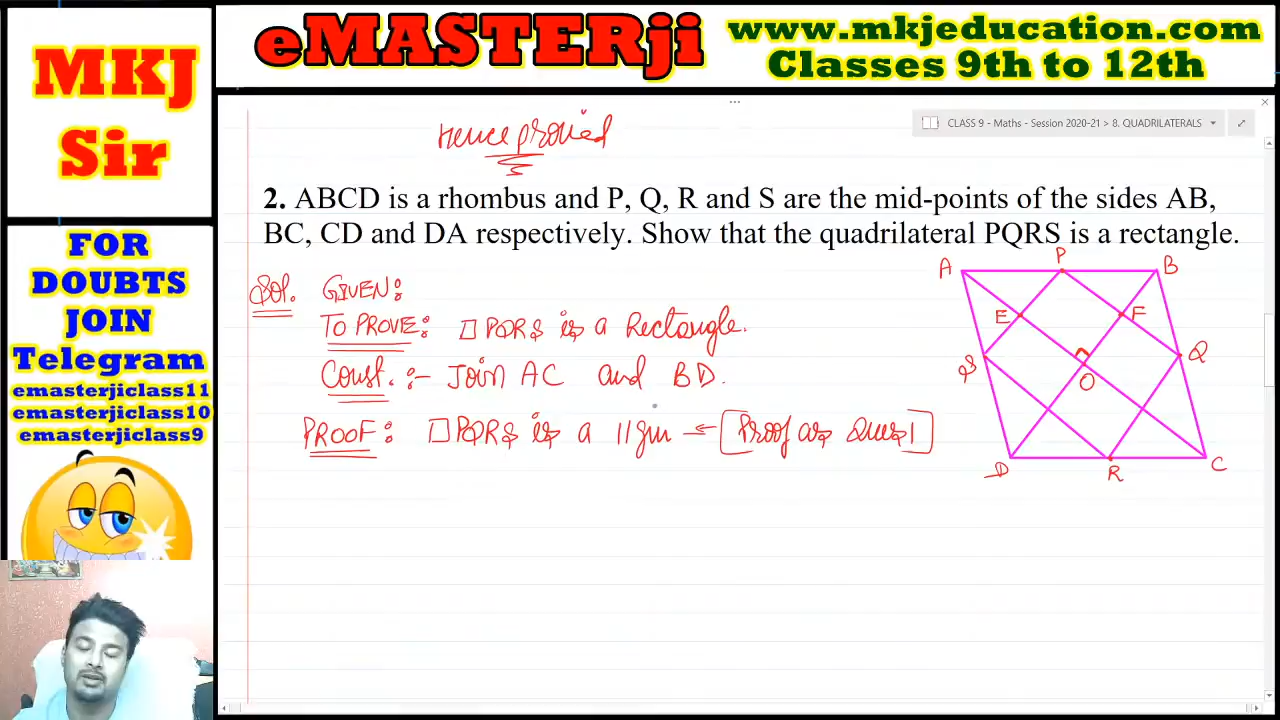 MKJ
Sir
eMASTERji
www.mkjeducation.com
Classes 9th to 12th
FOR
DOUBTS
JOIN
Telegram
emasterjiclass11
emasterjiclass10
emasterjiclass9
CLASS 9 - Maths - Session 2020-21 > 8. QUADRILATERALS
Hence proved
2. ABCD is a rhombus and P, Q, R and S are the mid-points of the sides AB,
BC, CD and DA respectively. Show that the quadrilateral PQRS is a rectangle.
Sol. GIVEN:
TO PROVE: □PQRS is a Rectangle.
Const.:- Join AC and BD.
PROOF: □PQRS is a ||gm ← [Proof as Ques1]
A P B
E F
S O Q
D R C